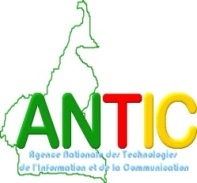 ANTIC
Agence Nationale des Technologies
de l'Information et de la Communication